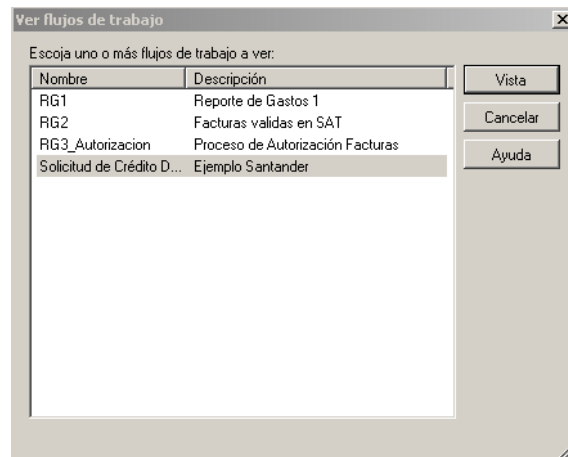 Ver flujos de trabajo
Escoja uno o más flujos de trabajo a ver:
Nombre Descripción
RG1 Reporte de Gastos 1
RG2 Facturas validas en SAT
RG3_Autorizacion Proceso de Autorización Facturas
Solicitud de Crédito D... Ejemplo Santander
Vista
Cancelar
Ayuda